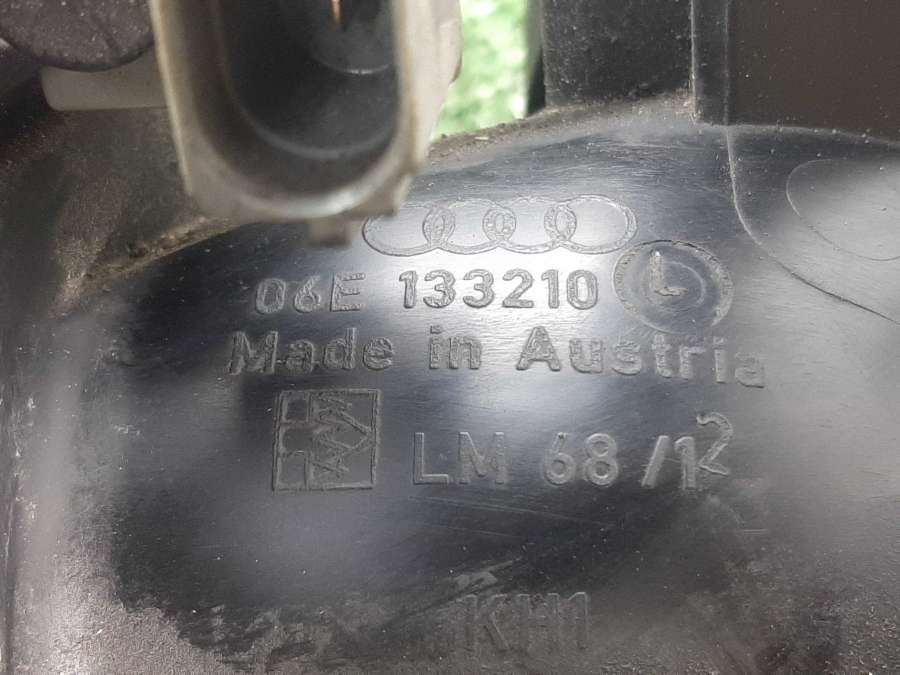 06E 133210 L
Made in Austria
LM 68 /12
KH1